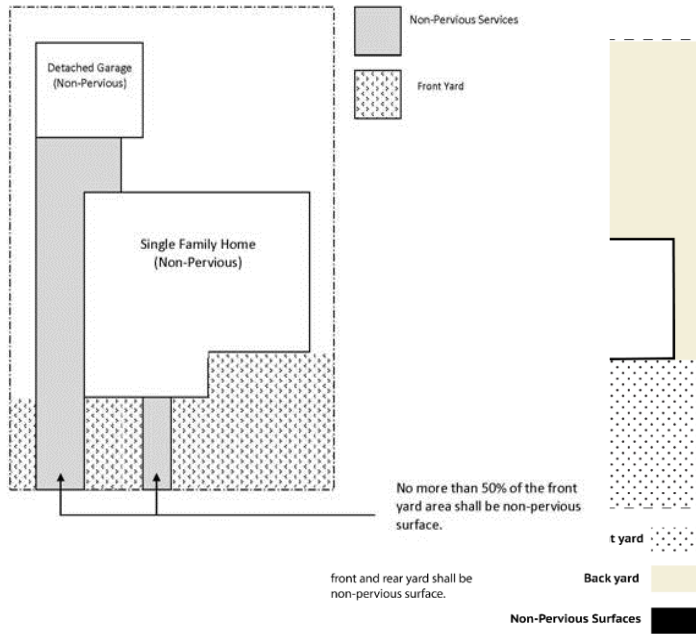 Non-Pervious Services
Detached Garage
(Non-Pervious)
Front Yard
Single Family Home
(Non-Pervious)
No more than 50% of the front
yard area shall be non-pervious
surface.
t yard
front and rear yard shall be
non-pervious surface.
Back yard
Non-Pervious Surfaces